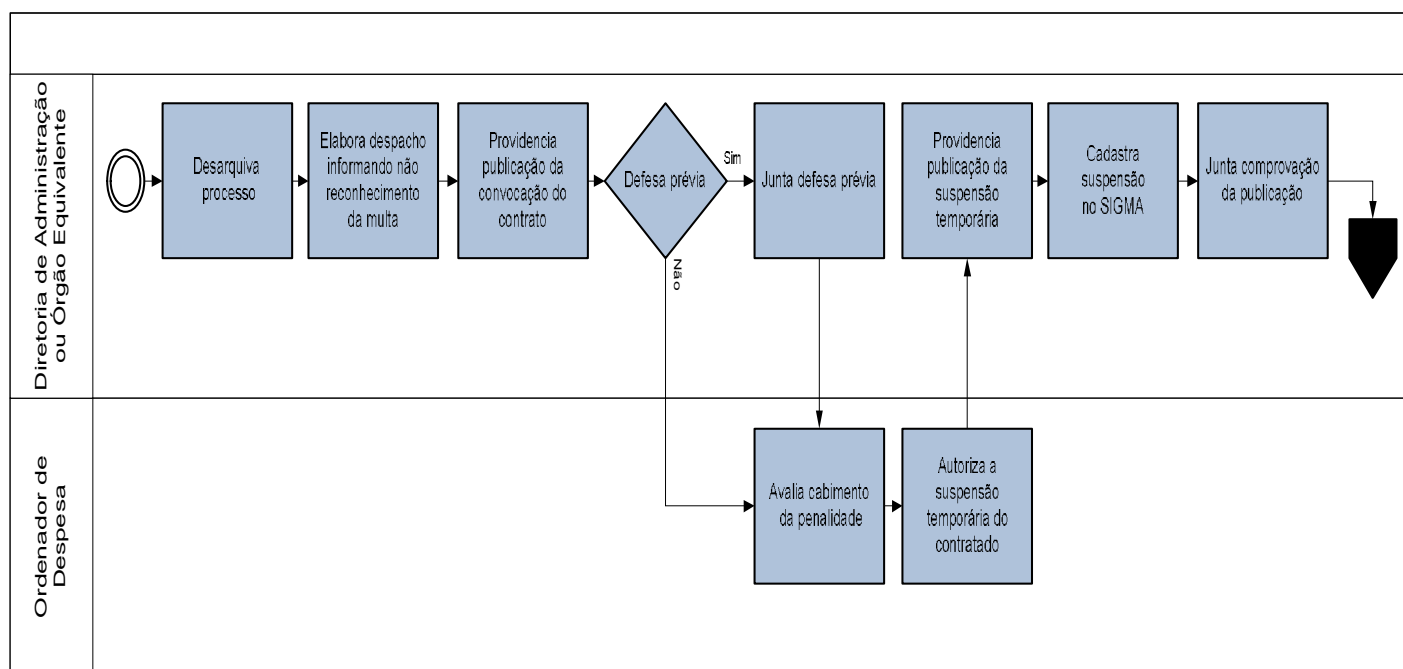 Diretoria de Administração
ou Órgão Equivalente
Desarquiva
processo
Elabora despacho
informando não
reconhecimento
da multa
Providencia
publicação da
convocação do
contrato
Defesa prévia
Sim
Não
Junta defesa prévia
Providencia
publicação da
suspensão
temporária
Cadastra
suspensão
no SIGMA
Junta comprovação
da publicação
Ordenador de
Despesa
Avalia cabimento
da penalidade
Autoriza a
suspensão
temporária do
contratado